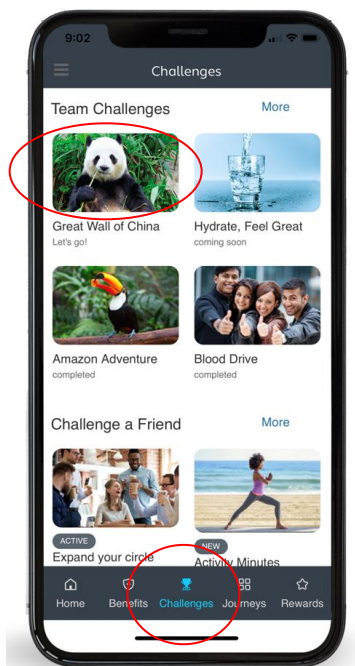 9:02
Challenges
Team Challenges More
Great Wall of China
Let's go!
Hydrate, Feel Great
coming soon
Amazon Adventure
completed
Blood Drive
completed
Challenge a Friend More
ACTIVE
Expand your circle
NEW
Activity Minutes
Home Benefits Challenges Journeys Rewards